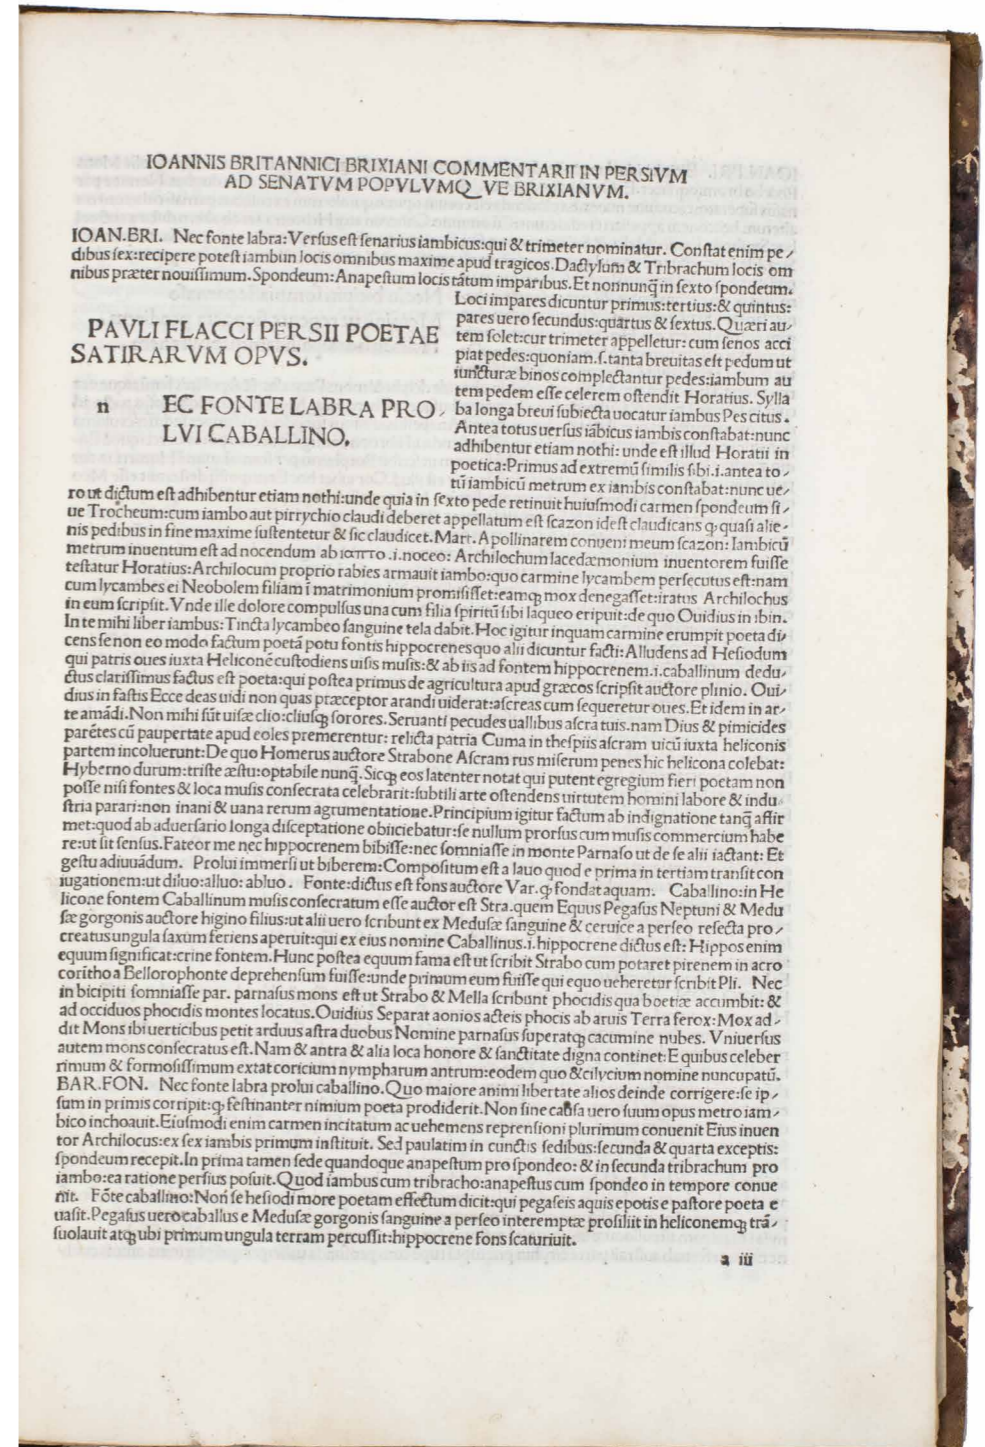 IOANNIS BRITANNICI BRIXIANI COMMENTARII IN PERSIVM
AD SENATVM POPVLVMQ VE BRIXIANVM.
IOAN.BRI. Nec fonte labra: Verſus eſt ſenarius iambicus:qui & trimeter nominatur. Conſtat enim pe⸗
dibus ſex:recipere poteſt iambun locis omnibus maxime apud tragicos. Dactylum & Tribrachum locis om
nibus præter nouiſſimum. Spondeum: Anapeſtum locis tãtum imparibus. Et nonnunq̃ in ſexto ſpondeum.
Loci impares dicuntur primus:tertius:& quintus:
pares uero ſecundus:quartus & ſextus. Quæri au⸗
tem ſolet:cur trimeter appelletur: cum ſenos acci
piat pedes:quoniam.ſ.tanta breuitas eſt pedum ut
iuncturæ binos complectantur pedes:iambum au
tem pedem eſſe celerem oſtendit Horatius. Sylla
ba longa breui ſubiecta uocatur iambus Pes citus.
Antea totus uerſus iãbicus iambis conſtabat:nunc
adhibentur etiam nothi: unde eſt illud Horatii in
poetica:Primus ad extremũ ſimilis ſibi.i.antea to⸗
tũ iambicũ metrum ex iambis conſtabat:nunc ue⸗
PAVLI FLACCI PERSII POETAE
SATIRARVM OPVS.
n EC FONTE LABRA PRO⸗
LVI CABALLINO.
ro ut dictum eſt adhibentur etiam nothi:unde quia in ſexto pede retinuit huiuſmodi carmen ſpondeum ſi⸗
ue Trocheum:cum iambo aut pirrychio claudi deberet appellatum eſt ſcazon ideſt claudicans ꝙ quaſi alie⸗
nis pedibus in fine maxime ſuſtentetur & ſic claudicet. Mart. Apollinarem conueni meum ſcazon: Iambicũ
metrum inuentum eſt ad nocendum ab ιαπτο .i.noceo: Archilochum lacedæmonium inuentorem fuiſſe
teſtatur Horatius: Archilocum proprio rabies armauit iambo:quo carmine lycambem perſecutus eſt:nam
cum lycambes ei Neobolem filiam ĩ matrimonium promiſiſſet:eamqꝫ mox denegaſſet:iratus Archilochus
in eum ſcripſit. Vnde ille dolore compulſus una cum filia ſpiritũ ſibi laqueo eripuit:de quo Ouidius in ibin.
In te mihi liber iambus: Tincta lycambeo ſanguine tela dabit. Hoc igitur inquam carmine erumpit poeta di⸗
cens ſe non eo modo factum poetã potu fontis hippocrenes quo alii dicuntur facti: Alludens ad Heſiodum
qui patris oues iuxta Heliconẽ cuſtodiens uiſis muſis:& ab iis ad fontem hippocrenem.i.caballinum dedu⸗
ctus clariſſimus factus eſt poeta:qui poſtea primus de agricultura apud græcos ſcripſit auctore plinio. Oui⸗
dius in faſtis Ecce deas uidi non quas præceptor arandi uiderat:aſcreas cum ſequeretur oues. Et idem in ar⸗
te amãdi. Non mihi ſũt uiſæ clio:cliuſqꝫ ſorores. Seruanti pecudes uallibus aſcra tuis. nam Dius & pimicides
parẽtes cũ paupertate apud eoles premerentur: relicta patria Cuma in theſpiis aſcram uicũ iuxta heliconis
partem incoluerunt: De quo Homerus auctore Strabone Aſcram rus miſerum penes hic helicona colebat:
Hyberno durum:triſte æſtu:optabile nunq̃. Sicqꝫ eos latenter notat qui putent egregium fieri poetam non
poſſe niſi fontes & loca muſis conſecrata celebrarit:ſubtili arte oſtendens uirtutem homini labore & indu⸗
ſtria parari:non inani & uana rerum agrumentatione. Principium igitur factum ab indignatione tanq̃ affir
met:quod ab aduerſario longa diſceptatione obiiciebatur:ſe nullum prorſus cum muſis commercium habe
re:ut ſit ſenſus. Fateor me nec hippocrenem bibiſſe:nec ſomniaſſe in monte Parnaſo ut de ſe alii iactant: Et
geſtu adiuuãdum. Prolui immerſi ut biberem: Compoſitum eſt a lauo quod e prima in tertiam tranſit con
iugationem:ut diluo:alluo: abluo. Fonte:dictus eſt fons auctore Var. ꝙ fondat aquam. Caballino: in He
licone fontem Caballinum muſis conſecratum eſſe auctor eſt Stra. quem Equus Pegaſus Neptuni & Medu
ſæ gorgonis auctore higino filius:ut alii uero ſcribunt ex Meduſæ ſanguine & ceruice a perſeo reſecta pro⸗
creatus ungula ſaxum feriens aperuit:qui ex eius nomine Caballinus.i.hippocrene dictus eſt: Hippos enim
equum ſignificat:crine fontem. Hunc poſtea equum fama eſt ut ſcribit Strabo cum potaret pirenem in acro
corĩtho a Bellorophonte deprehenſum fuiſſe:unde primum eum fuiſſe qui equo ueheretur ſcribit Pli. Nec
in bicipiti ſomniaſſe par. parnaſus mons eſt ut Strabo & Mella ſcribunt phocidis qua boetiæ accumbit: &
ad occiduos phocidis montes locatus. Ouidius Separat aonios acteis phocis ab aruis Terra ferox: Mox ad⸗
dit Mons ibi uerticibus petit arduus aſtra duobus Nomine parnaſus ſuperatqꝫ cacumine nubes. Vniuerſus
autem mons conſecratus eſt. Nam & antra & alia loca honore & ſanctitate digna continet: E quibus celeber
rimum & formoſiſſimum extat coricium nympharum antrum:eodem quo & cilycium nomine nuncupatũ.
BAR.FON. Nec fonte labra prolui caballino. Quo maiore animi libertate alios deinde corrigere:ſe ip⸗
ſum in primis corripit:ꝙ feſtinanter nimium poeta prodiderit. Non ſine cauſa uero ſuum opus metro iam⸗
bico inchoauit. Eiuſmodi enim carmen incitatum ac uehemens reprenſioni plurimum conuenit Eius inuen
tor Archilocus:ex ſex iambis primum inſtituit. Sed paulatim in cunctis ſedibus:ſecunda & quarta exceptis:
ſpondeum recepit. In prima tamen ſede quandoque anapeſtum pro ſpondeo: & in ſecunda tribrachum pro
iambo:ea ratione perſius poſuit. Quod iambus cum tribracho:anapeſtus cum ſpondeo in tempore conue
nit. Fõte caballino: Non ſe heſiodi more poetam effectum dicit:qui pegaſeis aquis epotis e paſtore poeta e
uaſit. Pegaſus uero caballus e Meduſæ gorgonis ſanguine a perſeo interemptæ proſiliit in heliconemqꝫ trã⸗
ſuolauit atqꝫ ubi primum ungula terram percuſſit:hippocrene fons ſcaturiuit.
a iii